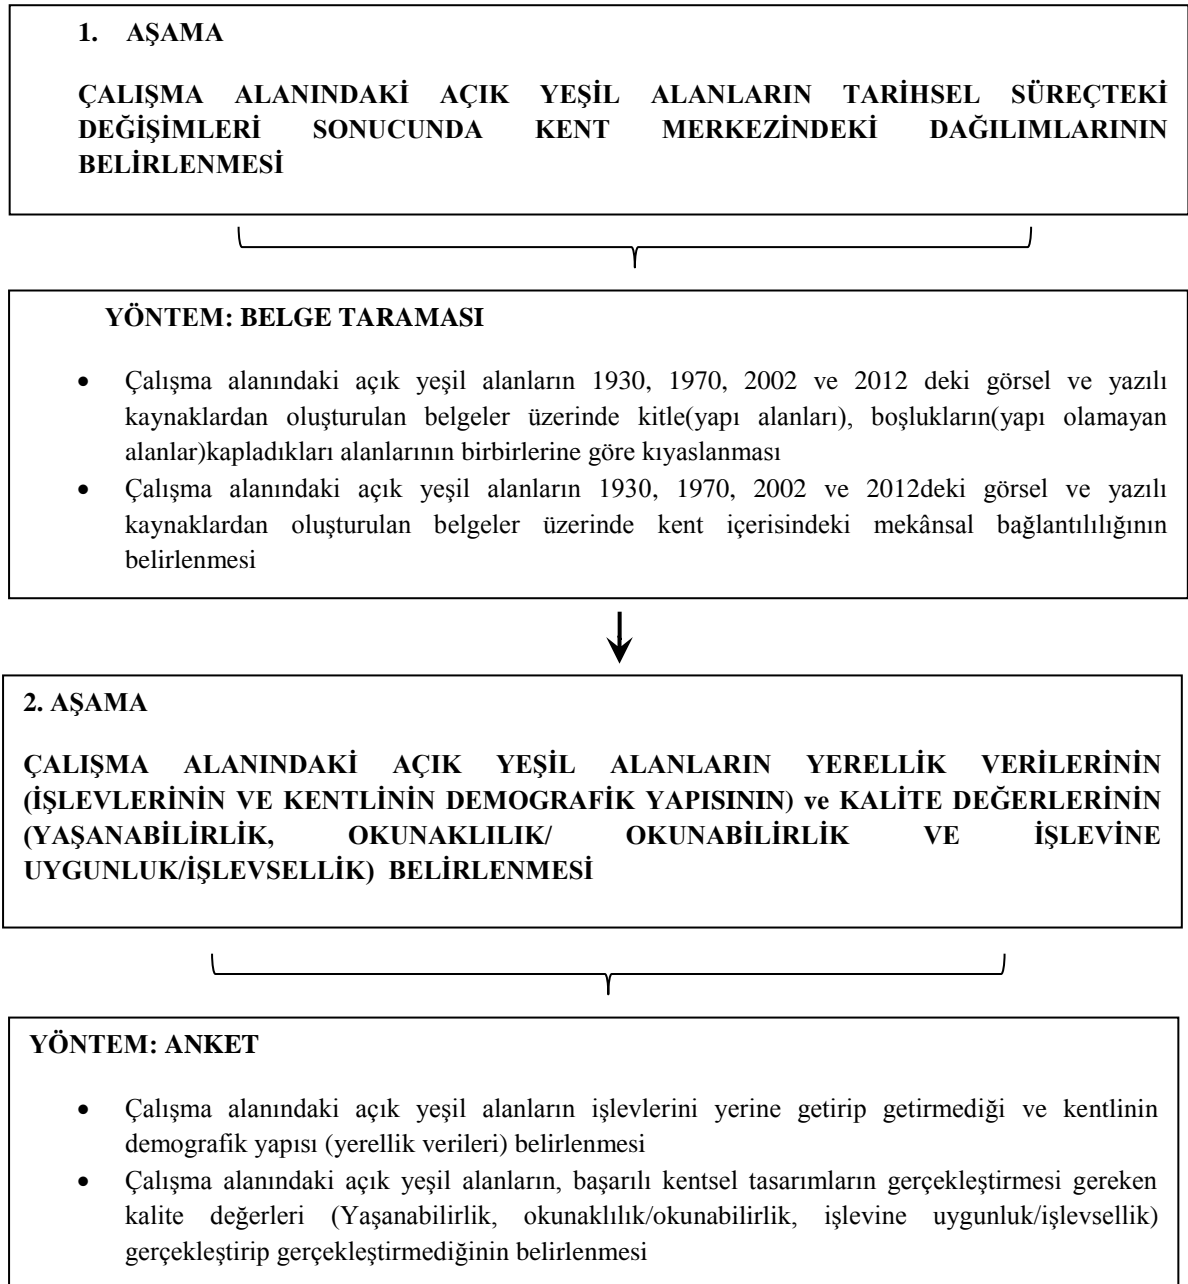 1. AŞAMA
ÇALIŞMA ALANINDAKİ AÇIK YEŞİL ALANLARIN TARİHSEL SÜREÇTEKİ
DEĞİŞİMLERİ SONUCUNDA KENT MERKEZİNDEKİ DAĞILIMLARININ
BELİRLENMESİ
YÖNTEM: BELGE TARAMASI
• Çalışma alanındaki açık yeşil alanların 1930, 1970, 2002 ve 2012 deki görsel ve yazılı
kaynaklardan oluşturulan belgeler üzerinde kitle(yapı alanları), boşlukların(yapı olamayan
alanlar)kapladıkları alanlarının birbirlerine göre kıyaslanması
• Çalışma alanındaki açık yeşil alanların 1930, 1970, 2002 ve 2012deki görsel ve yazılı
kaynaklardan oluşturulan belgeler üzerinde kent içerisindeki mekânsal bağlantılılığının
belirlenmesi
2. AŞAMA
ÇALIŞMA ALANINDAKİ AÇIK YEŞİL ALANLARIN YERELLİK VERİLERİNİN
(İŞLEVLERİNİN VE KENTLİNİN DEMOGRAFİK YAPISININ) ve KALİTE DEĞERLERİNİN
(YAŞANABİLİRLİK, OKUNAKLILIK/ OKUNABİLİRLİK VE İŞLEVİNE
UYGUNLUK/İŞLEVSELLİK) BELİRLENMESİ
YÖNTEM: ANKET
• Çalışma alanındaki açık yeşil alanların işlevlerini yerine getirip getirmediği ve kentlinin
demografik yapısı (yerellik verileri) belirlenmesi
• Çalışma alanındaki açık yeşil alanların, başarılı kentsel tasarımların gerçekleştirmesi gereken
kalite değerleri (Yaşanabilirlik, okunaklılık/okunabilirlik, işlevine uygunluk/işlevsellik)
gerçekleştirip gerçekleştirmediğinin belirlenmesi